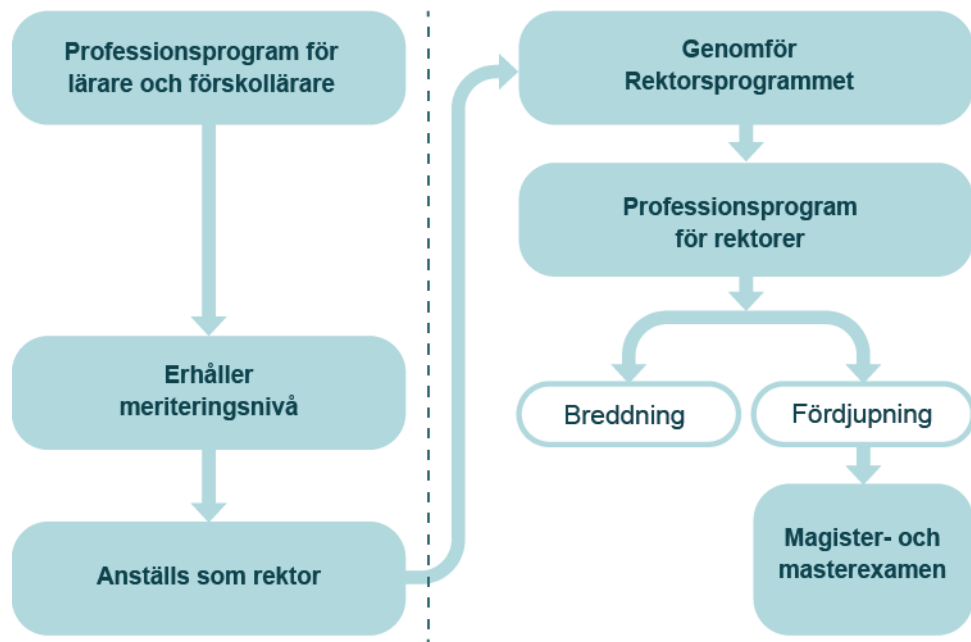 Professionsprogram för
lärare och förskollärare
Erhåller
meriteringsnivå
Anställs som rektor
Genomför
Rektorsprogrammet
Professionsprogram
för rektorer
Breddning
Fördjupning
Magister- och
masterexamen